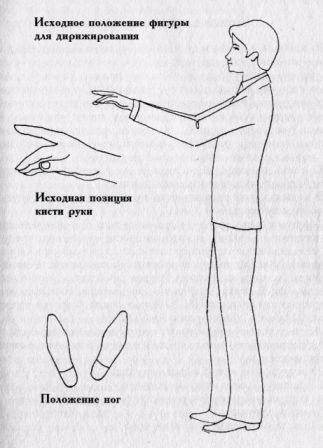 Исходное положение фигуры
для дирижирования
Исходная позиция
кисти руки
Положение ног